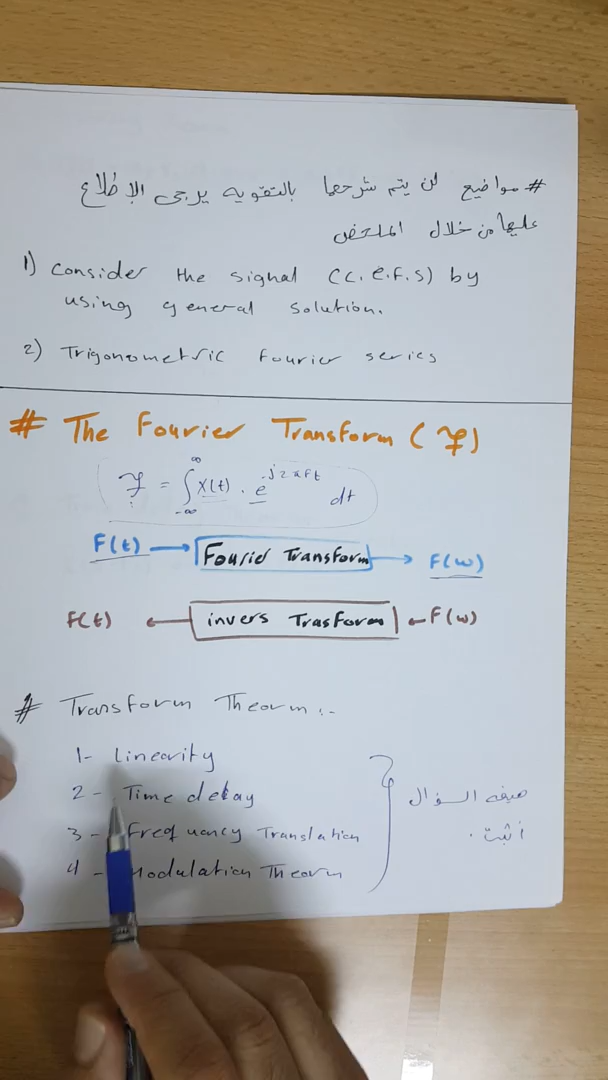 # مواضيع لن يتم شرحها بالتقويه يرجى الإطلاع
عليها من خلال الملخص
1) Consider the signal (c.e.f.s) by
using general solution.
2) Trigonometric Fourier series
# The Fourier Transform (𝓕)
𝓕 = ∫_{-∞}^{∞} x(t) . e^{-j2πft} dt
F(t) → Fourid Transform → F(w)
F(t) ← invers Trasform ← F(w)
# Transform Theorm :-
1- Linearity
2- Time delay
3- Frequancy Translation
4- Modulation Theorm
صيغه السؤال
أثبت .